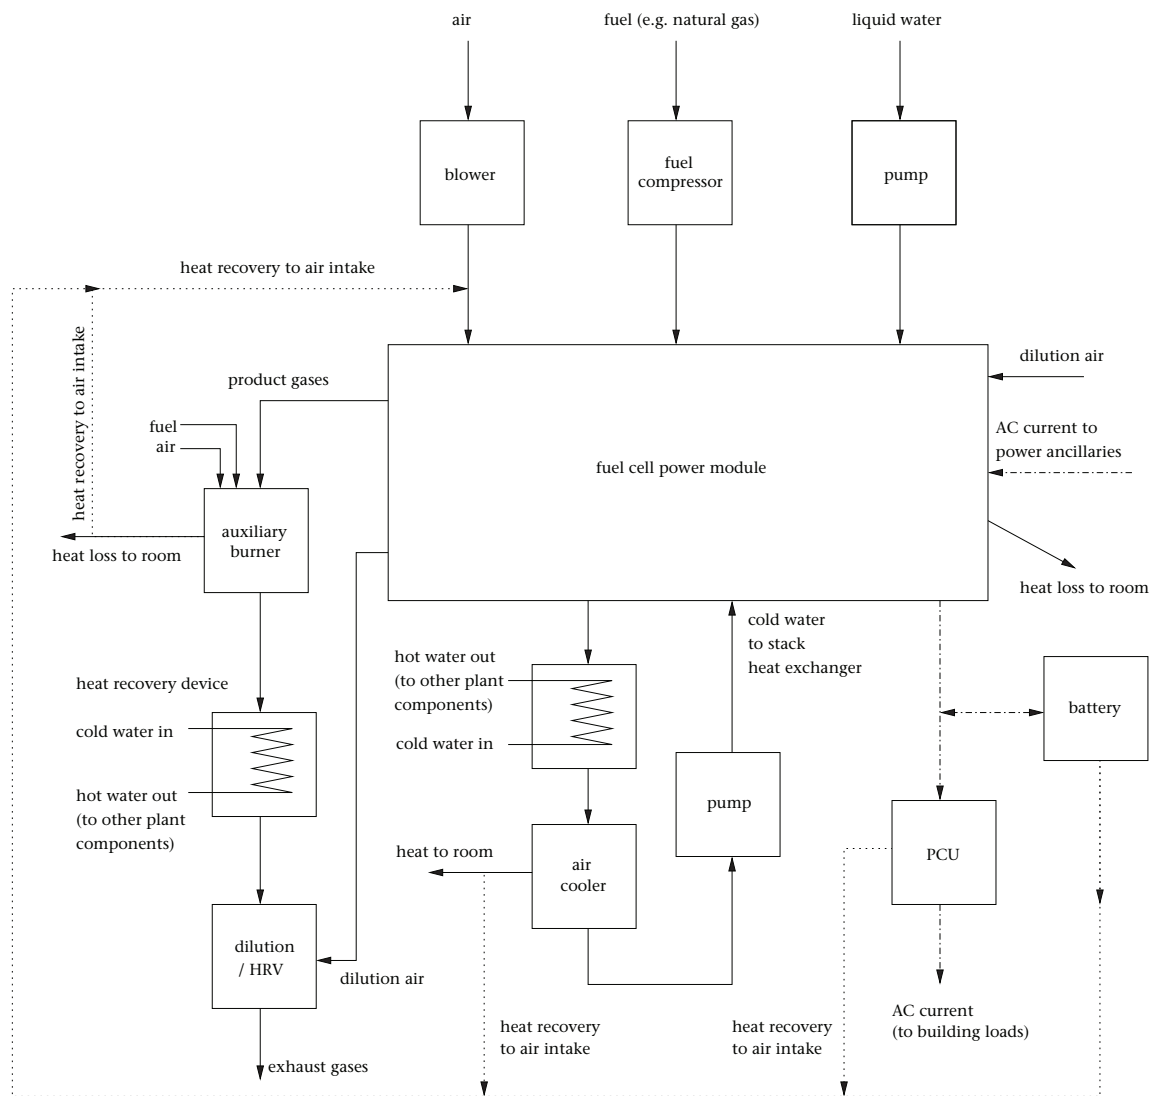 air
fuel (e.g. natural gas)
liquid water
blower
fuel
compressor
pump
heat recovery to air intake
heat recovery to air intake
dilution air
product gases
fuel
air
AC current to
power ancillaries
fuel cell power module
auxiliary
burner
heat loss to room
heat loss to room
cold water
to stack
heat exchanger
hot water out
(to other plant
components)
cold water in
heat recovery device
cold water in
hot water out
(to other plant
components)
battery
pump
PCU
heat to room
air
cooler
dilution
/ HRV
dilution air
AC current
(to building loads)
heat recovery
to air intake
heat recovery
to air intake
exhaust gases